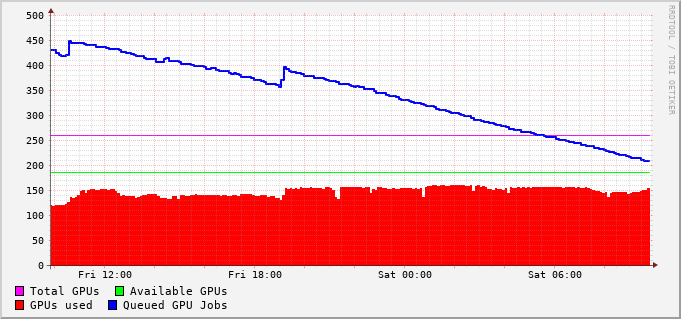 500
450
400
350
300
250
200
150
100
50
0
Fri 12:00 Fri 18:00 Sat 00:00 Sat 06:00
Total GPUs Available GPUs
GPUs used Queued GPU Jobs
RRDTOOL / TOBI OETIKER